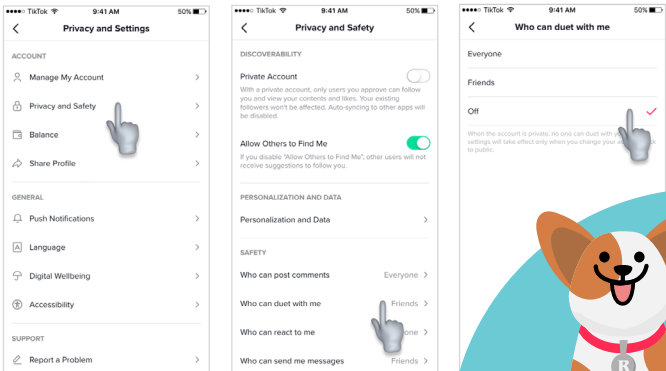 ●●●●○ TikTok 9:41 AM 50%
Privacy and Settings
ACCOUNT
Manage My Account
Privacy and Safety
Balance
Share Profile
GENERAL
Push Notifications
A Language
Digital Wellbeing
Accessibility
SUPPORT
Report a Problem
●●●●○ TikTok 9:41 AM 50%
Privacy and Safety
DISCOVERABILITY
Private Account
With a private account, only users you approve can follow
you and view your contents and likes. Your existing
followers won't be affected. Auto-syncing to other apps will
be disabled.
Allow Others to Find Me
If you disable "Allow Others to Find Me", other users will not
receive suggestions to follow you.
PERSONALIZATION AND DATA
Personalization and Data
SAFETY
Who can post comments Everyone
Who can duet with me Friends
Who can react to me one
Who can send me messages Friends
●●●●○ TikTok 9:41 AM 50%
Who can duet with me
Everyone
Friends
Off
When the account is private, no one can duet with
settings will take effect only when you change your
to public.
R